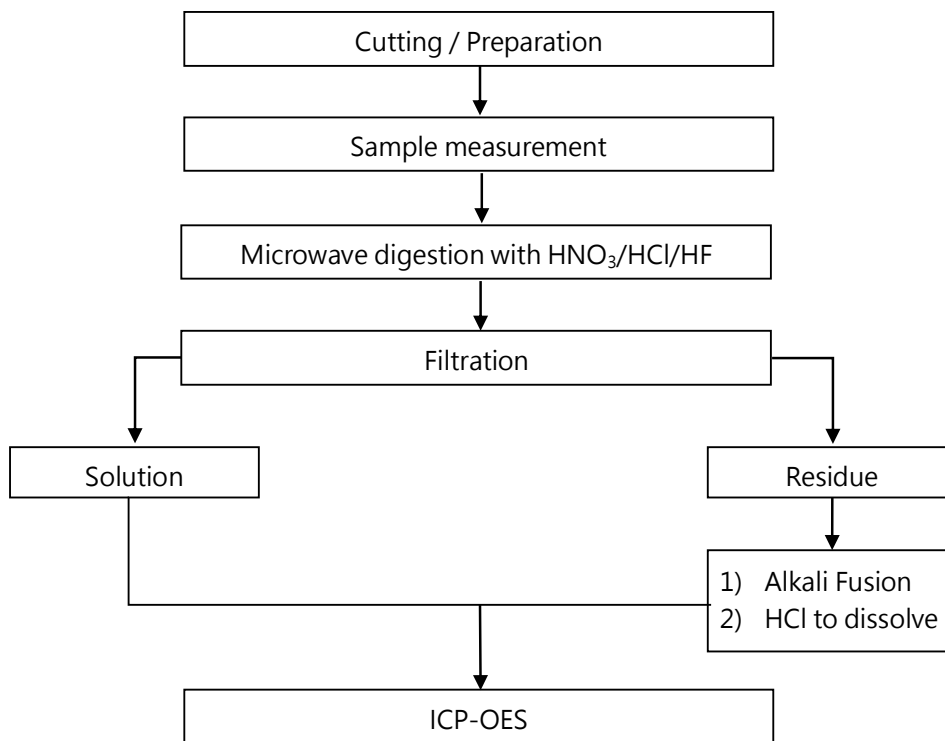 Cutting / Preparation
Sample measurement
Microwave digestion with HNO₃/HCl/HF
Filtration
Solution
Residue
1) Alkali Fusion
2) HCl to dissolve
ICP-OES